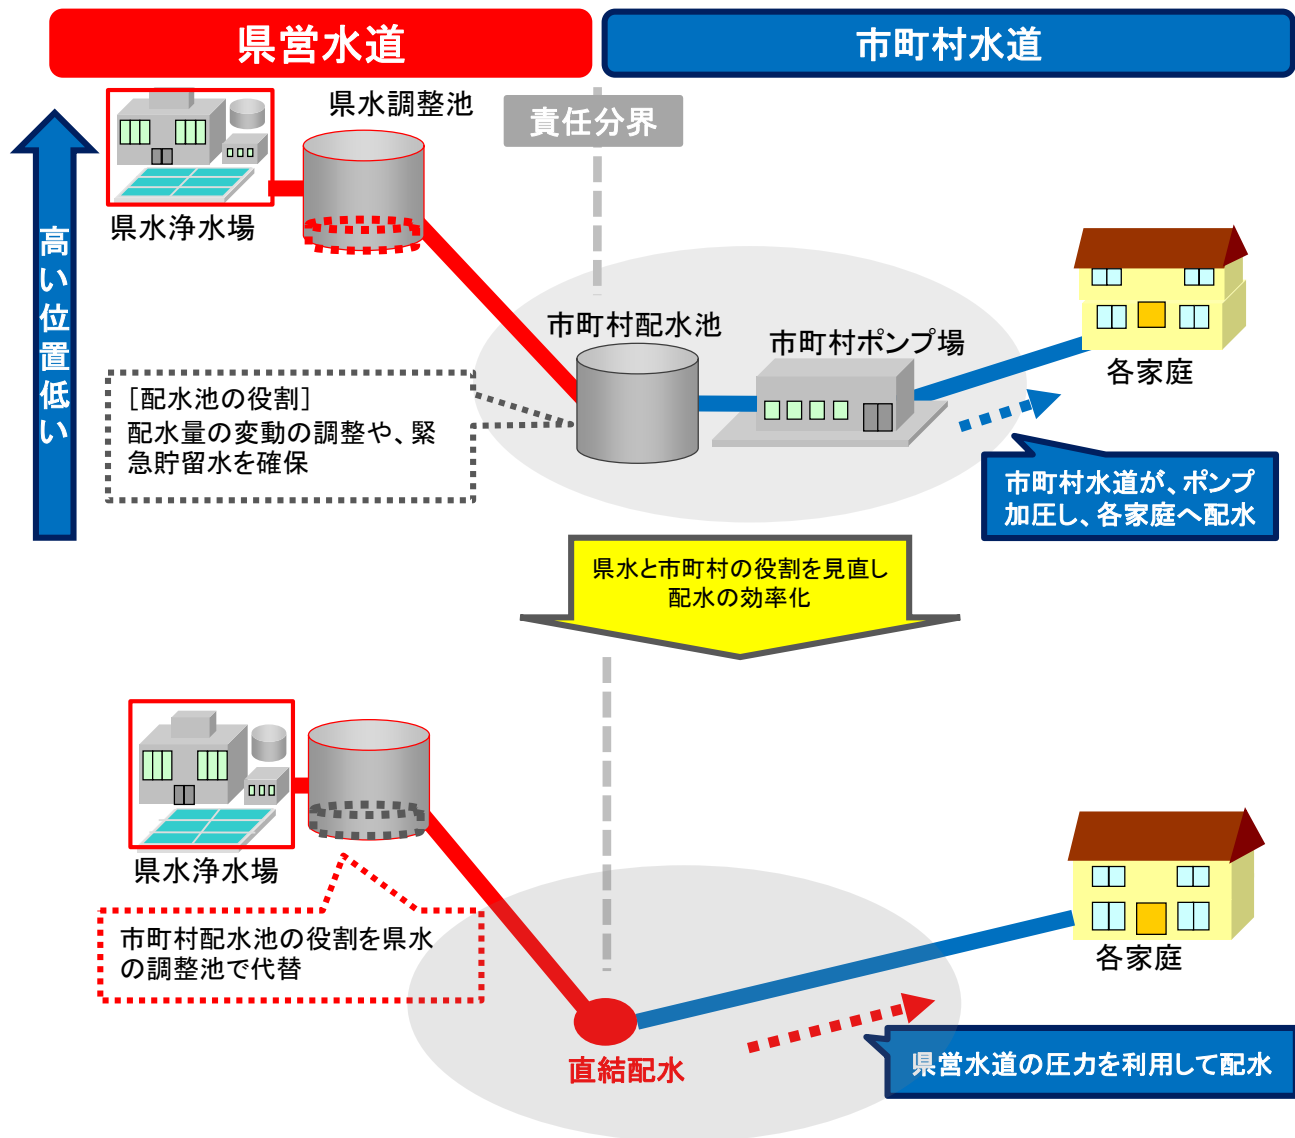 県営水道
市町村水道
県水調整池
責任分界
県水浄水場
高い位置低い
市町村配水池
市町村ポンプ場
各家庭
［配水池の役割］
配水量の変動の調整や、緊
急貯留水を確保
市町村水道が、ポンプ
加圧し、各家庭へ配水
県水と市町村の役割を見直し
配水の効率化
県水浄水場
市町村配水池の役割を県水
の調整池で代替
各家庭
直結配水
県営水道の圧力を利用して配水